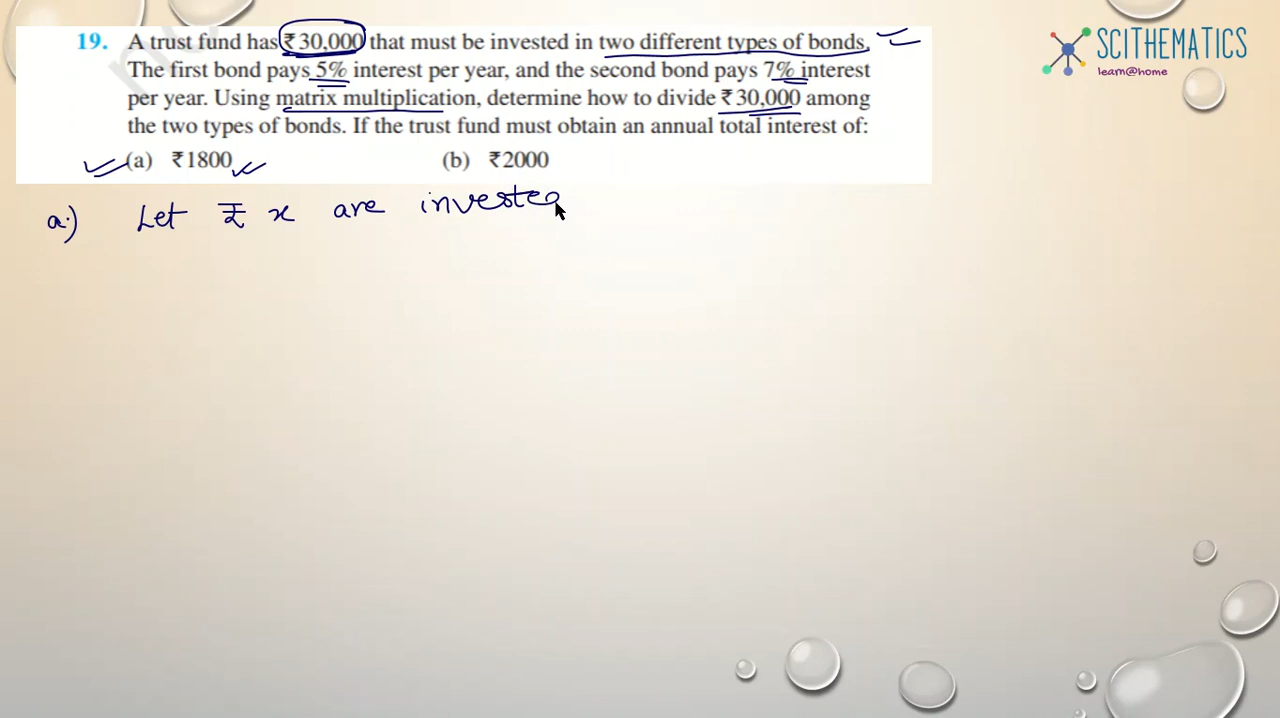 19. A trust fund has ₹ 30,000 that must be invested in two different types of bonds.
The first bond pays 5% interest per year, and the second bond pays 7% interest
per year. Using matrix multiplication, determine how to divide ₹ 30,000 among
the two types of bonds. If the trust fund must obtain an annual total interest of:
(a) ₹ 1800 (b) ₹ 2000
SCITHEMATICS
learn@home
a.) Let ₹ x are invested